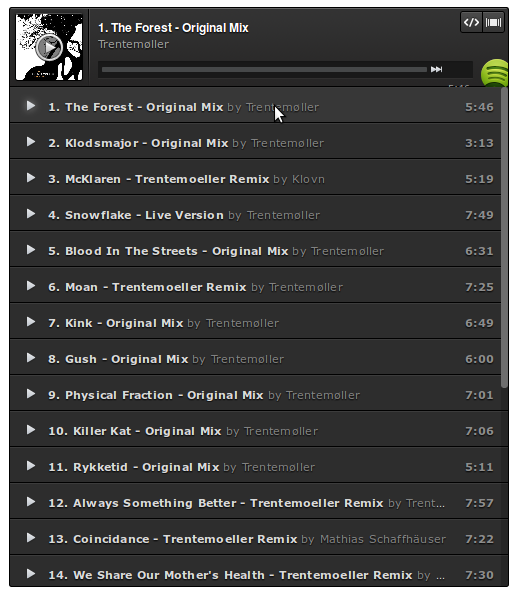 1. The Forest - Original Mix
Trentemøller
1. The Forest - Original Mix by Trentemøller 5:46
2. Klodsmajor - Original Mix by Trentemøller 3:13
3. McKlaren - Trentemoeller Remix by Klovn 5:19
4. Snowflake - Live Version by Trentemøller 7:49
5. Blood In The Streets - Original Mix by Trentemøller 6:31
6. Moan - Trentemoeller Remix by Trentemøller 7:25
7. Kink - Original Mix by Trentemøller 6:49
8. Gush - Original Mix by Trentemøller 6:00
9. Physical Fraction - Original Mix by Trentemøller 7:01
10. Killer Kat - Original Mix by Trentemøller 7:06
11. Rykketid - Original Mix by Trentemøller 5:11
12. Always Something Better - Trentemoeller Remix by Trent... 7:57
13. Coincidance - Trentemoeller Remix by Mathias Schaffhäuser 7:22
14. We Share Our Mother's Health - Trentemoeller Remix by ... 7:30